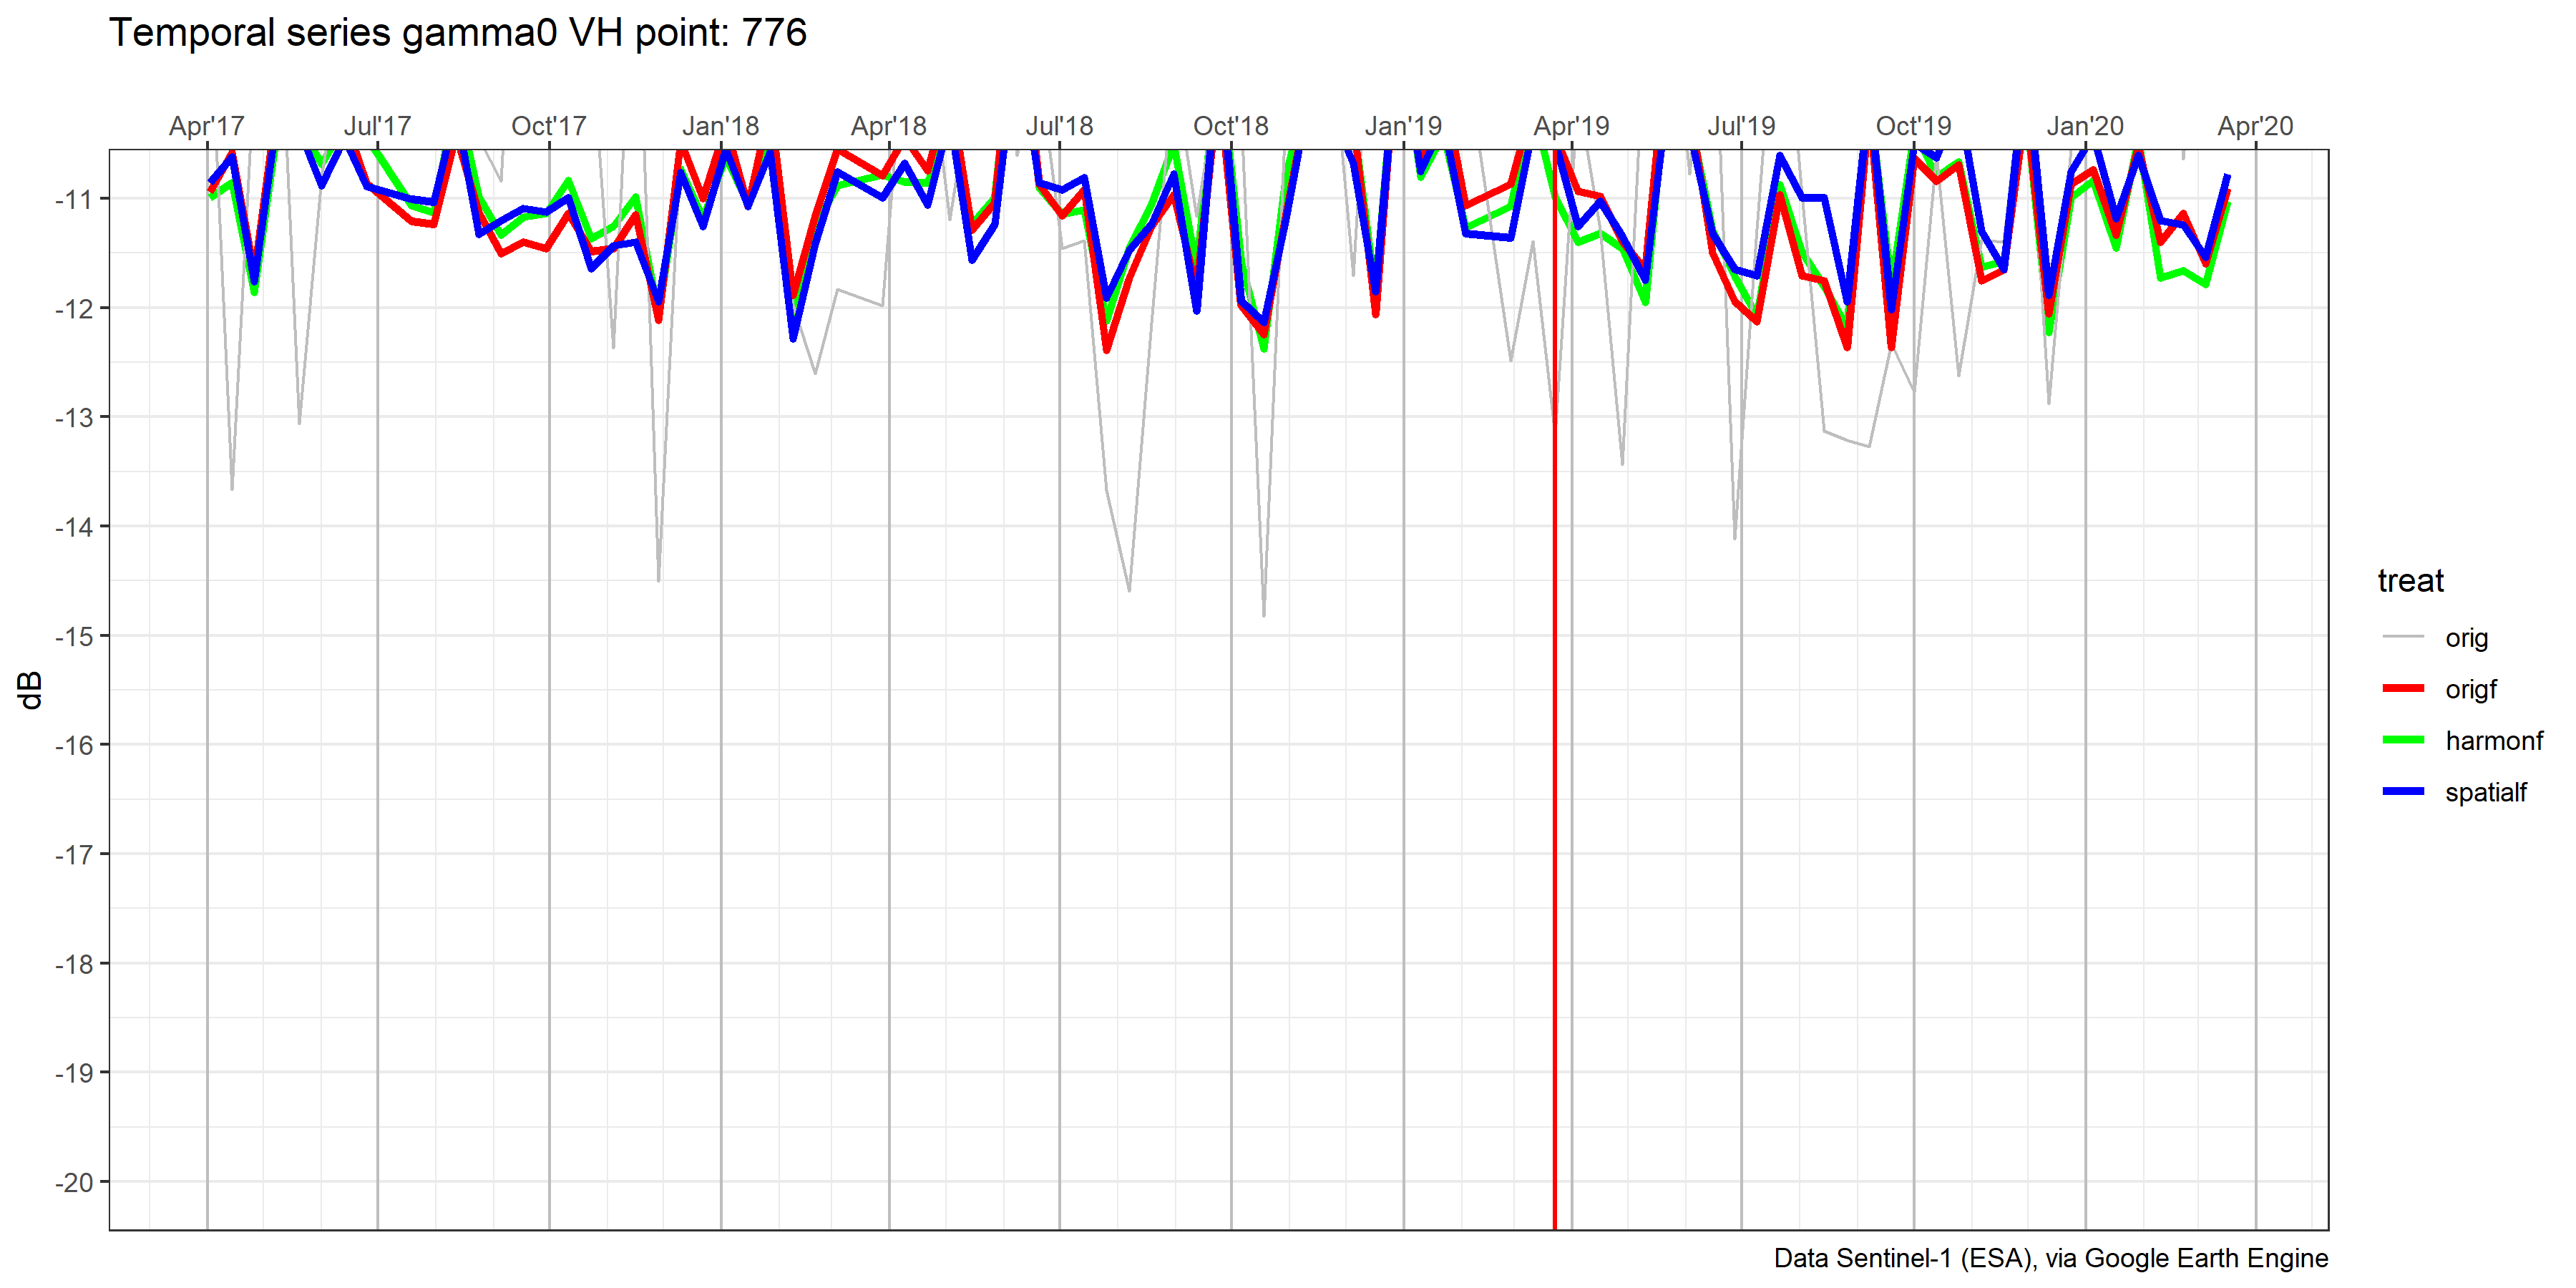 Temporal series gamma0 VH point: 776
Apr'17 Jul'17 Oct'17 Jan'18 Apr'18 Jul'18 Oct'18 Jan'19 Apr'19 Jul'19 Oct'19 Jan'20 Apr'20
-11
-12
-13
-14
-15
-16
-17
-18
-19
-20
dB
treat
orig
origf
harmonf
spatialf
Data Sentinel-1 (ESA), via Google Earth Engine